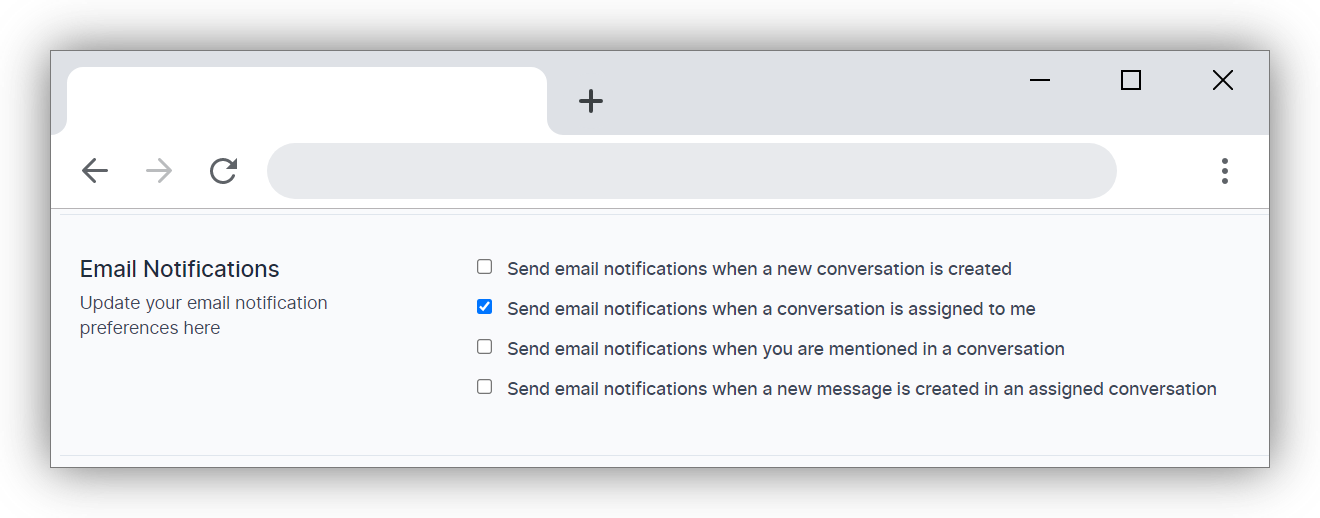 Email Notifications
Update your email notification
preferences here
Send email notifications when a new conversation is created
Send email notifications when a conversation is assigned to me
Send email notifications when you are mentioned in a conversation
Send email notifications when a new message is created in an assigned conversation